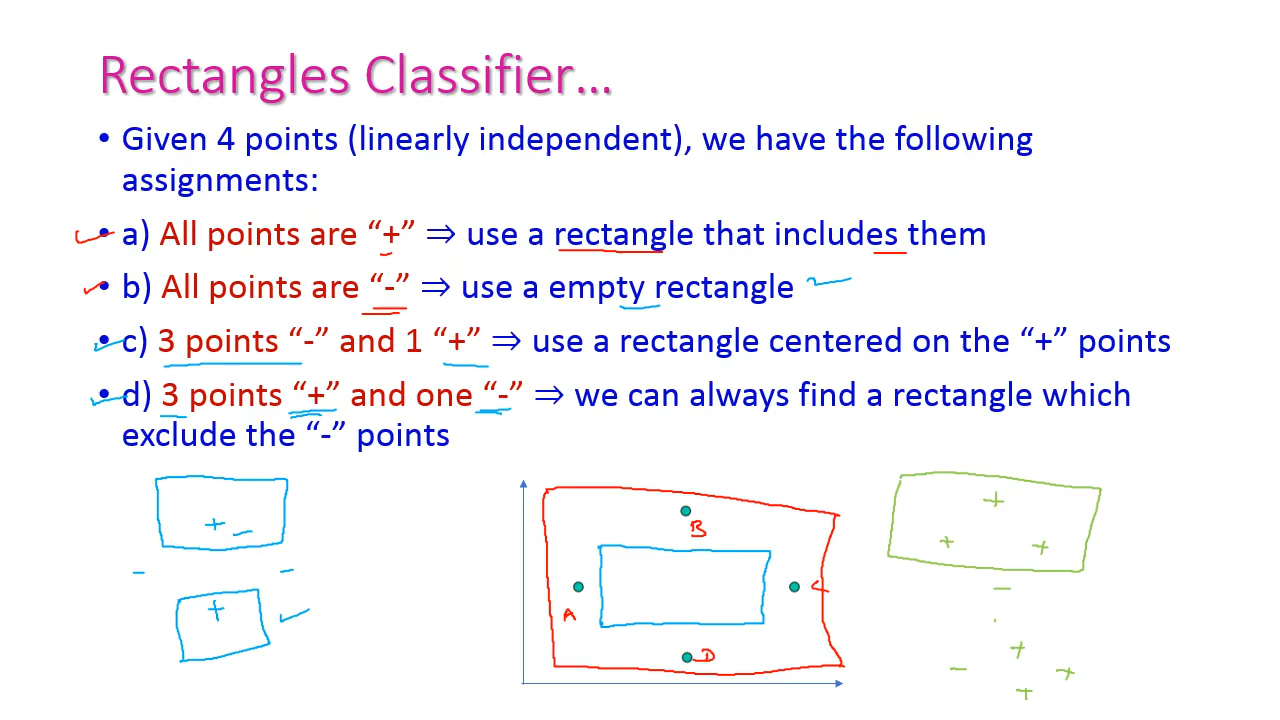 Rectangles Classifier...
• Given 4 points (linearly independent), we have the following
assignments:
• a) All points are “+” ⇒ use a rectangle that includes them
• b) All points are “-” ⇒ use a empty rectangle
• c) 3 points “-” and 1 “+” ⇒ use a rectangle centered on the “+” points
• d) 3 points “+” and one “-” ⇒ we can always find a rectangle which
exclude the “-” points
+ -
- -
+
B
A
C
D
+
+ +
-
+
- +
+